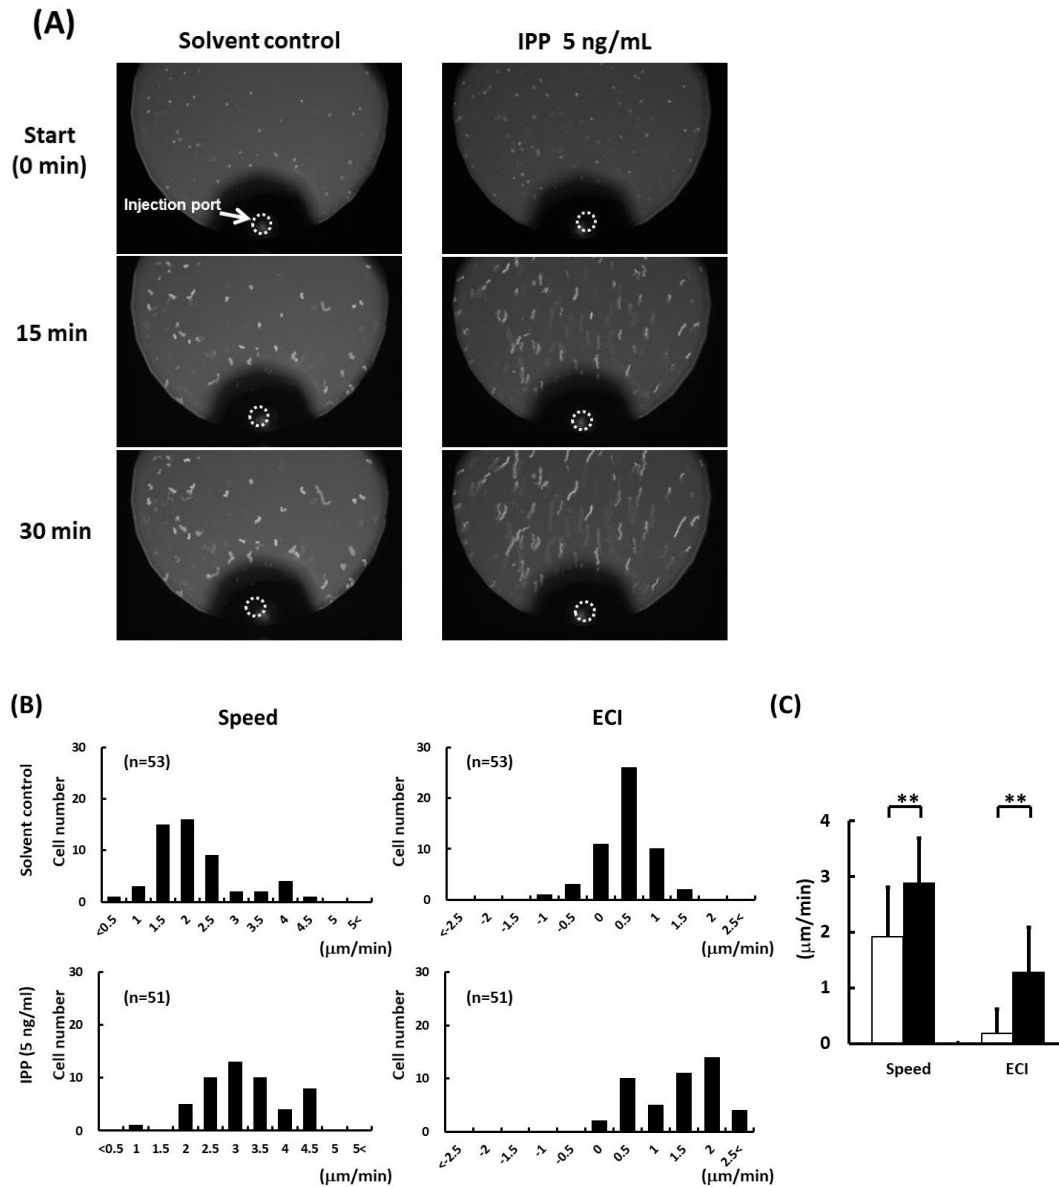 (A)
Solvent control
IPP 5 ng/mL
Start
(0 min)
Injection port
15 min
30 min
(B)
Speed
ECI
(C)
Solvent control
Cell number
30
20
10
0
(n=53)
<0.5 1 1.5 2 2.5 3 3.5 4 4.5 5 5<
(μm/min)
Cell number
30
20
10
0
(n=53)
<-2.5 -2 -1.5 -1 -0.5 0 0.5 1 1.5 2 2.5<
(μm/min)
IPP (5 ng/ml)
Cell number
30
20
10
0
(n=51)
<0.5 1 1.5 2 2.5 3 3.5 4 4.5 5 5<
(μm/min)
Cell number
30
20
10
0
(n=51)
<-2.5 -2 -1.5 -1 -0.5 0 0.5 1 1.5 2 2.5<
(μm/min)
(μm/min)
4
3
2
1
0
** **
Speed ECI